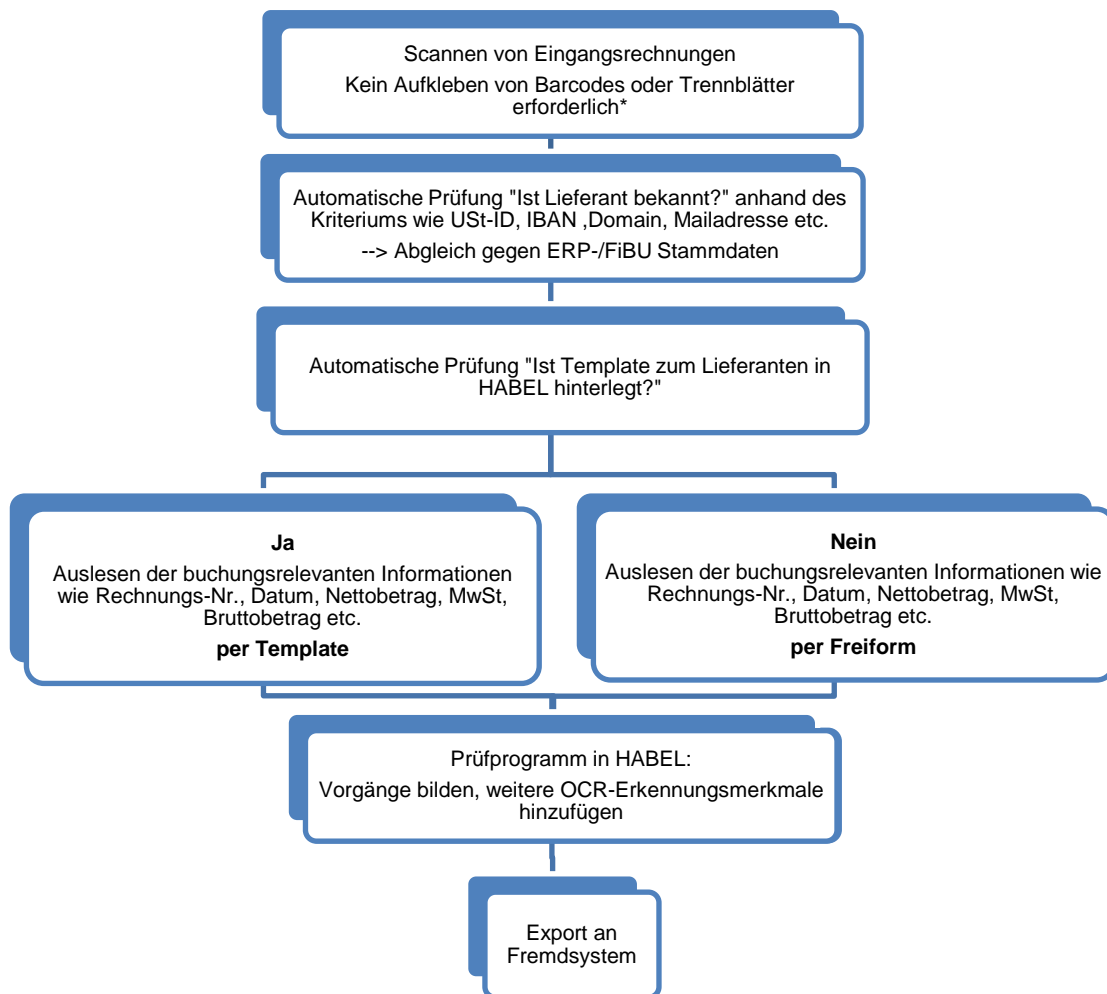 Scannen von Eingangsrechnungen
Kein Aufkleben von Barcodes oder Trennblätter
erforderlich*
Automatische Prüfung "Ist Lieferant bekannt?" anhand des
Kriteriums wie USt-ID, IBAN ,Domain, Mailadresse etc.
--> Abgleich gegen ERP-/FiBU Stammdaten
Automatische Prüfung "Ist Template zum Lieferanten in
HABEL hinterlegt?"
Ja
Auslesen der buchungsrelevanten Informationen
wie Rechnungs-Nr., Datum, Nettobetrag, MwSt,
Bruttobetrag etc.
per Template
Nein
Auslesen der buchungsrelevanten Informationen wie
Rechnungs-Nr., Datum, Nettobetrag, MwSt,
Bruttobetrag etc.
per Freiform
Prüfprogramm in HABEL:
Vorgänge bilden, weitere OCR-Erkennungsmerkmale
hinzufügen
Export an
Fremdsystem